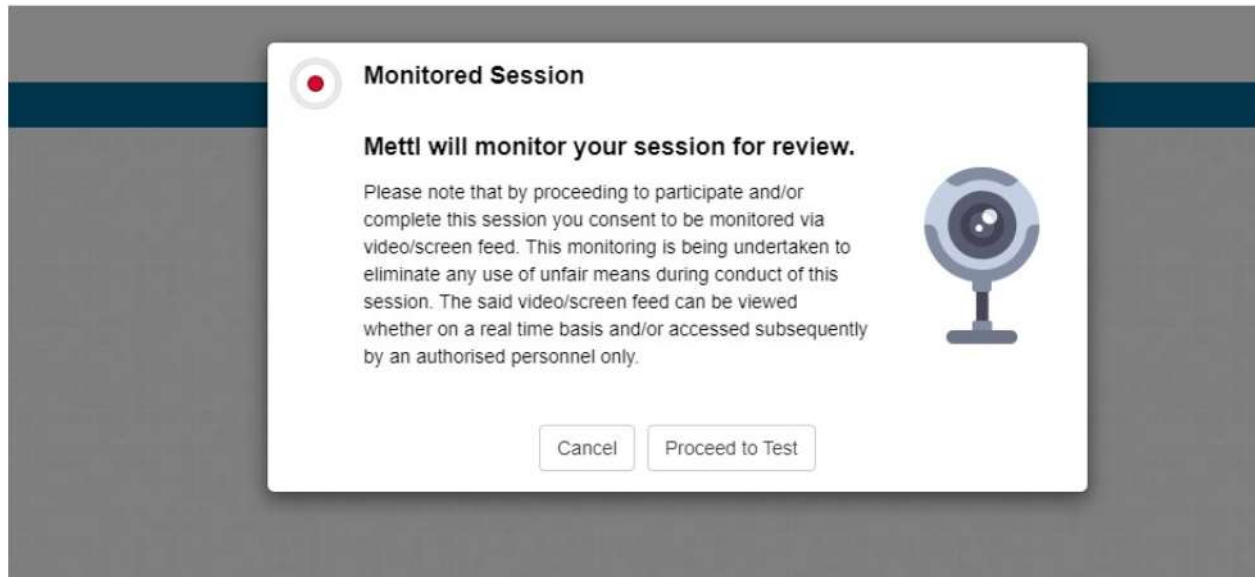 Monitored Session
Mettl will monitor your session for review.
Please note that by proceeding to participate and/or
complete this session you consent to be monitored via
video/screen feed. This monitoring is being undertaken to
eliminate any use of unfair means during conduct of this
session. The said video/screen feed can be viewed
whether on a real time basis and/or accessed subsequently
by an authorised personnel only.
Cancel
Proceed to Test